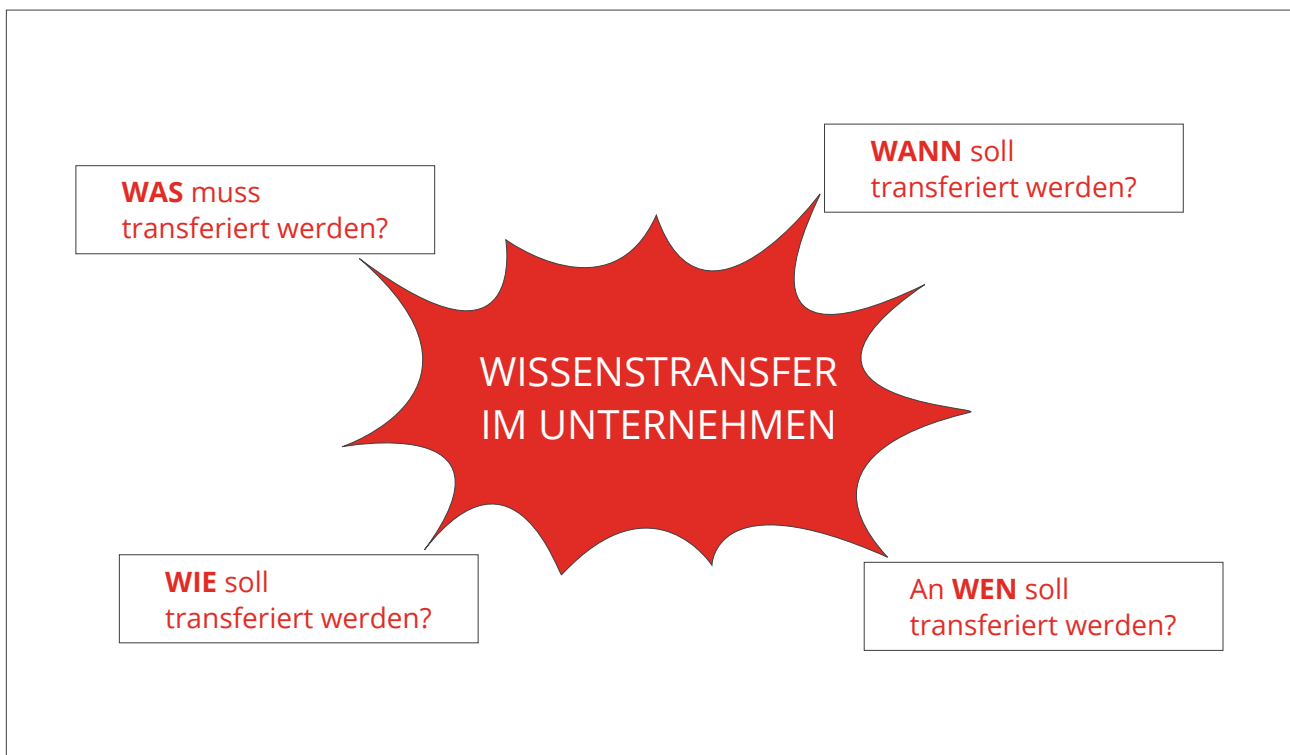 WAS muss
transferiert werden?
WANN soll
transferiert werden?
WISSENSTRANSFER
IM UNTERNEHMEN
WIE soll
transferiert werden?
An WEN soll
transferiert werden?